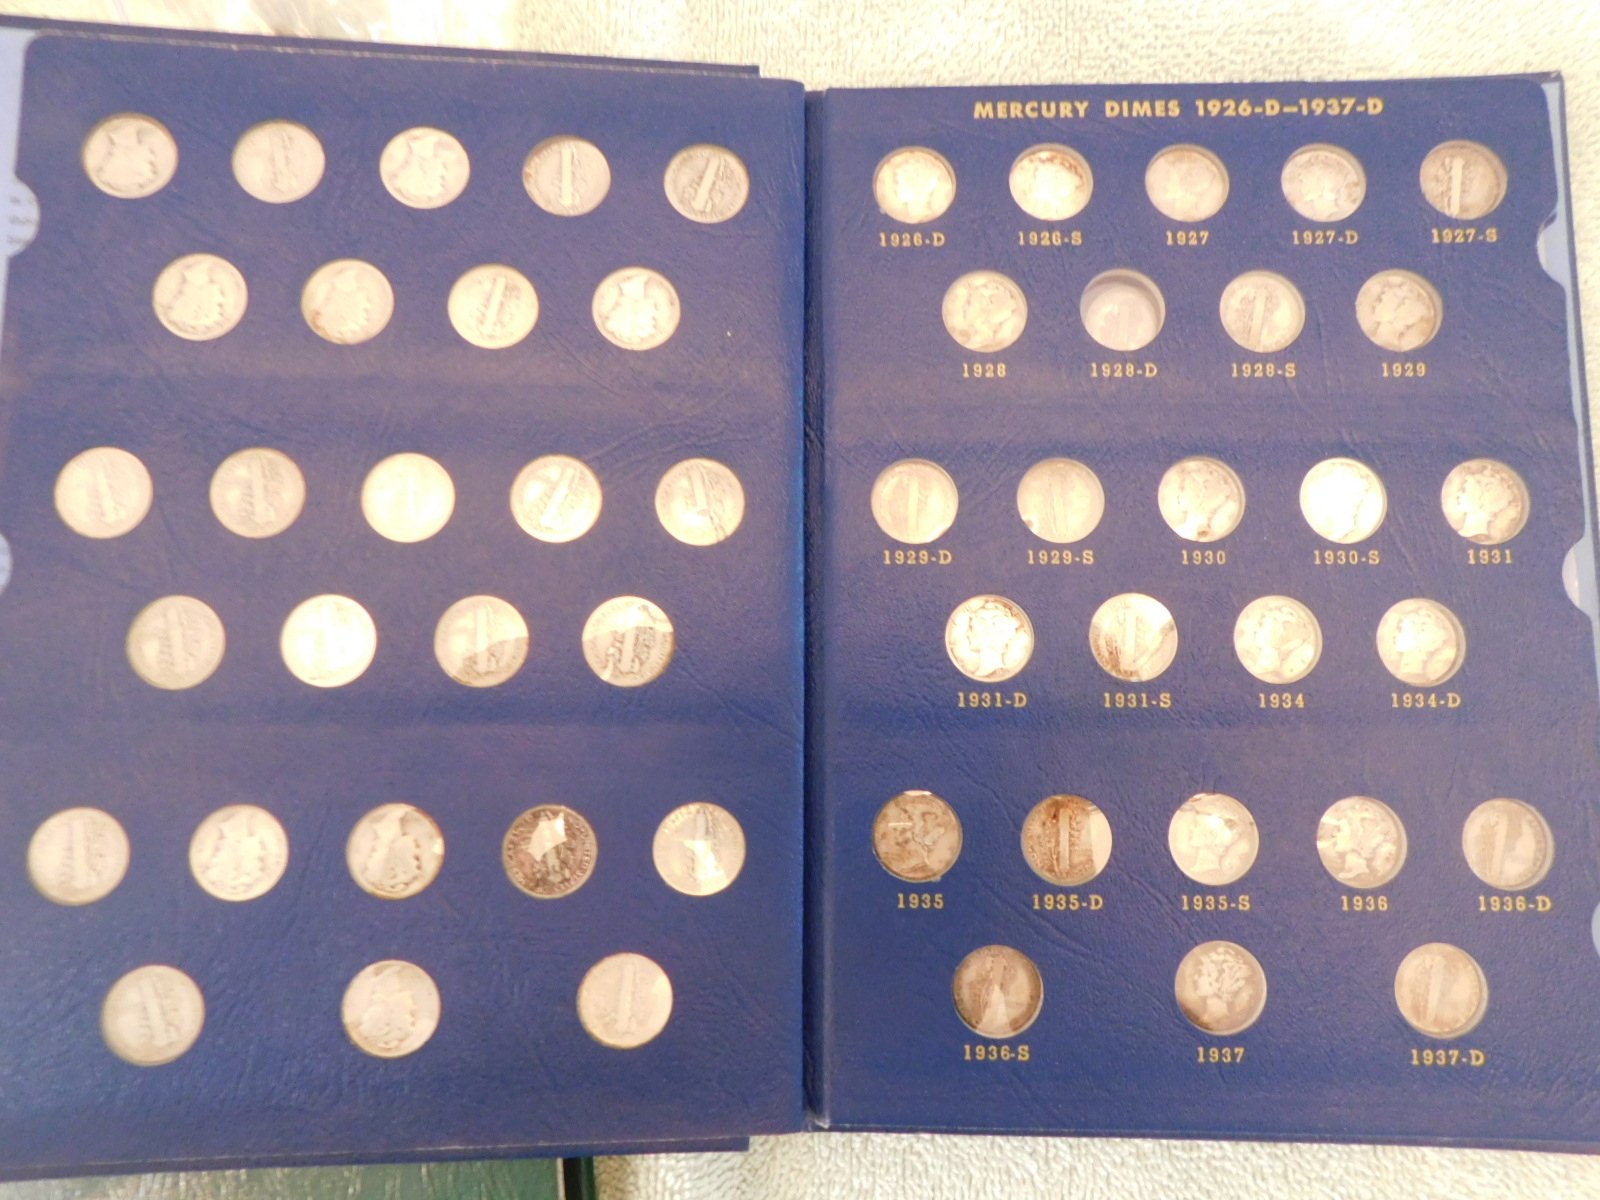 MERCURY DIMES 1926-D—1937-D
1926-D 1926-S 1927 1927-D 1927-S
1928 1928-D 1928-S 1929
1929-D 1929-S 1930 1930-S 1931
1931-D 1931-S 1934 1934-D
1935 1935-D 1935-S 1936 1936-D
1936-S 1937 1937-D